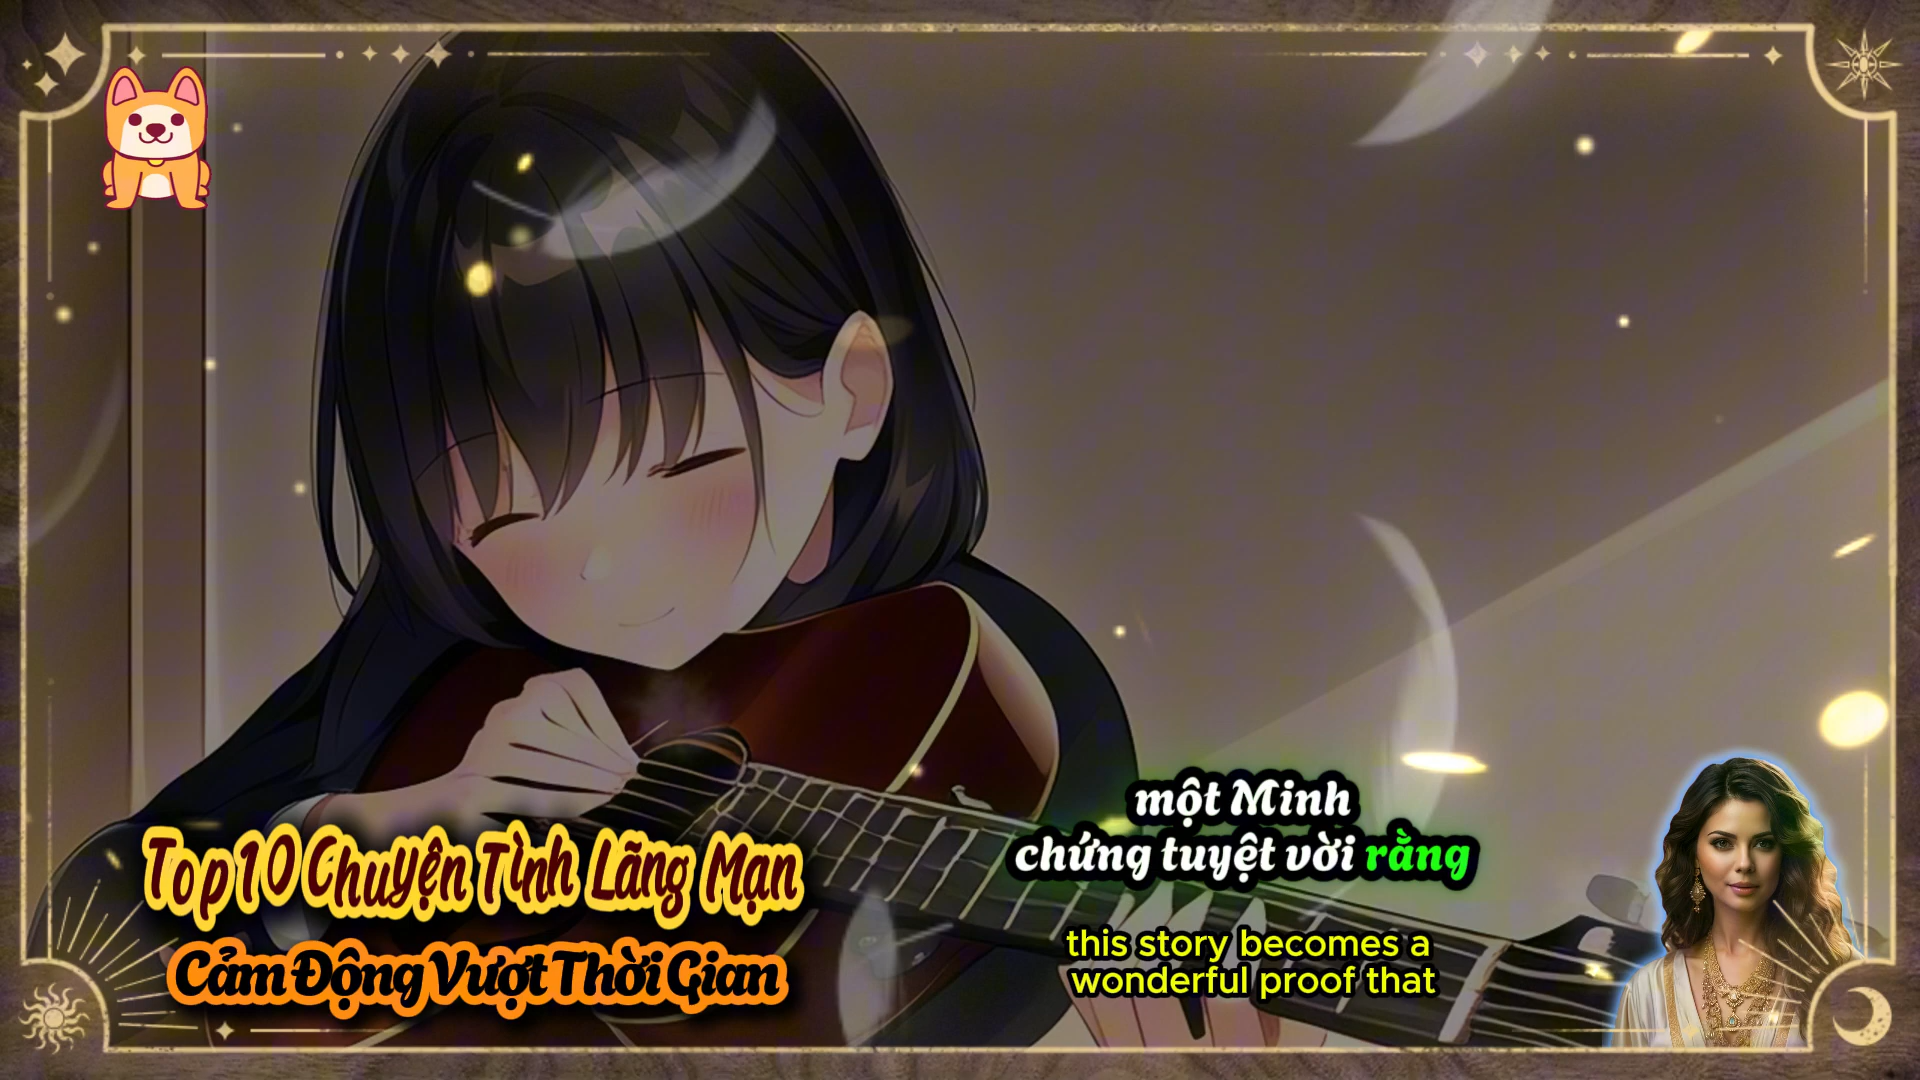 Top 10 Chuyện Tình Lãng Mạn
Cảm Động Vượt Thời Gian
một Minh
chứng tuyệt vời rằng
this story becomes a
wonderful proof that